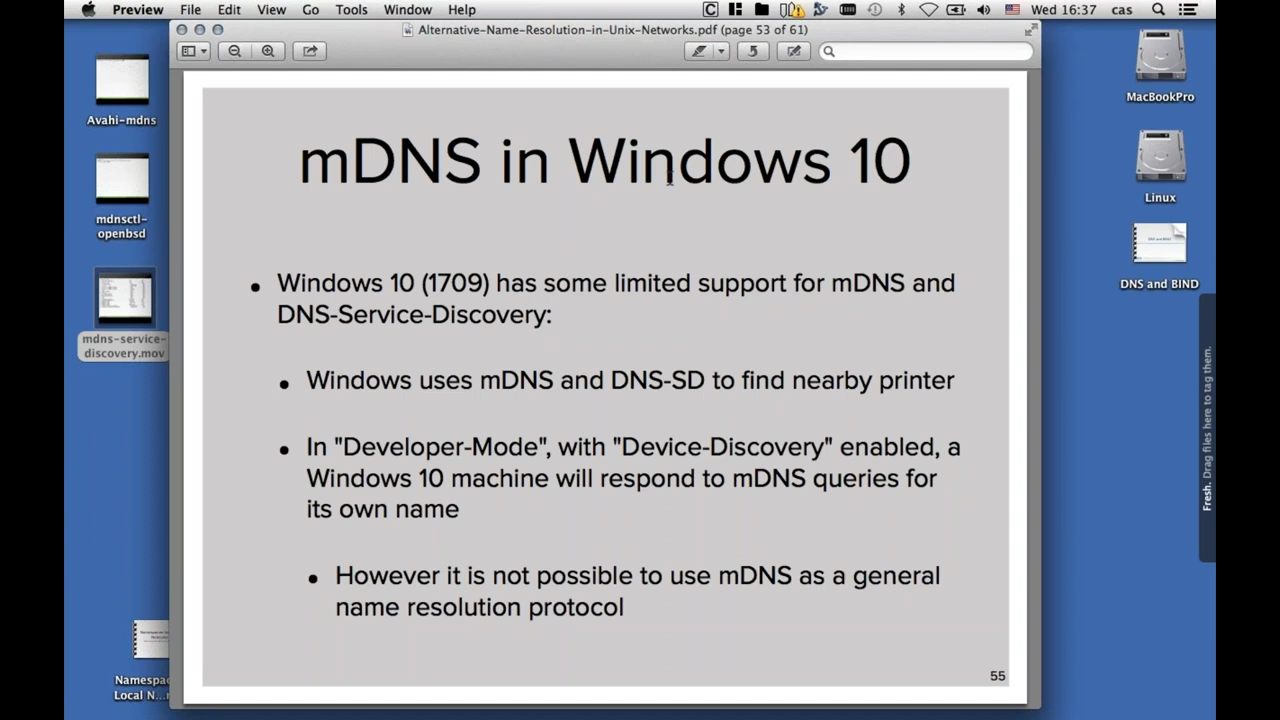 Preview File Edit View Go Tools Window Help
Wed 16:37 cas
Alternative-Name-Resolution-in-Unix-Networks.pdf (page 53 of 61)
Avahi-mdns
mdnsctl-
openbsd
mdns-service-
discovery.mov
Namespac
Local N...r
mDNS in Windows 10
• Windows 10 (1709) has some limited support for mDNS and
DNS-Service-Discovery:
• Windows uses mDNS and DNS-SD to find nearby printer
• In "Developer-Mode", with "Device-Discovery" enabled, a
Windows 10 machine will respond to mDNS queries for
its own name
• However it is not possible to use mDNS as a general
name resolution protocol
55
MacBookPro
Linux
DNS and BIND
Fresh. Drag files here to tag them.